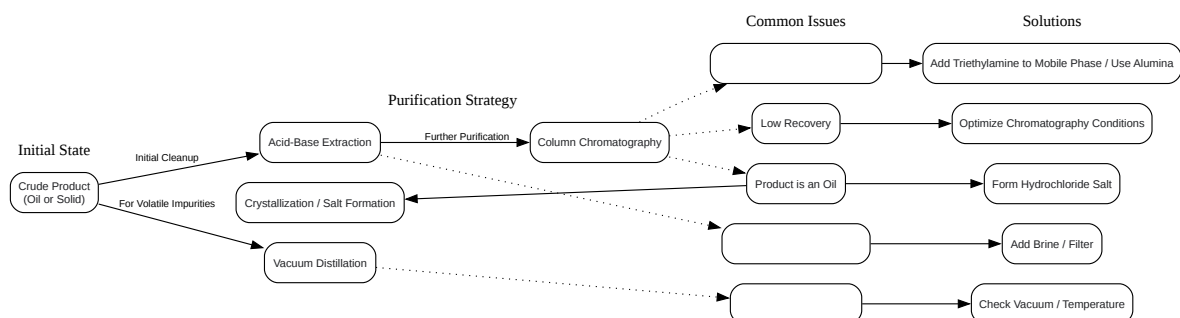 Common Issues
Solutions
Add Triethylamine to Mobile Phase / Use Alumina
Purification Strategy
Low Recovery
Optimize Chromatography Conditions
Acid-Base Extraction
Further Purification
Column Chromatography
Initial State
Initial Cleanup
Crude Product
(Oil or Solid)
Product is an Oil
Form Hydrochloride Salt
For Volatile Impurities
Crystallization / Salt Formation
Add Brine / Filter
Vacuum Distillation
Check Vacuum / Temperature